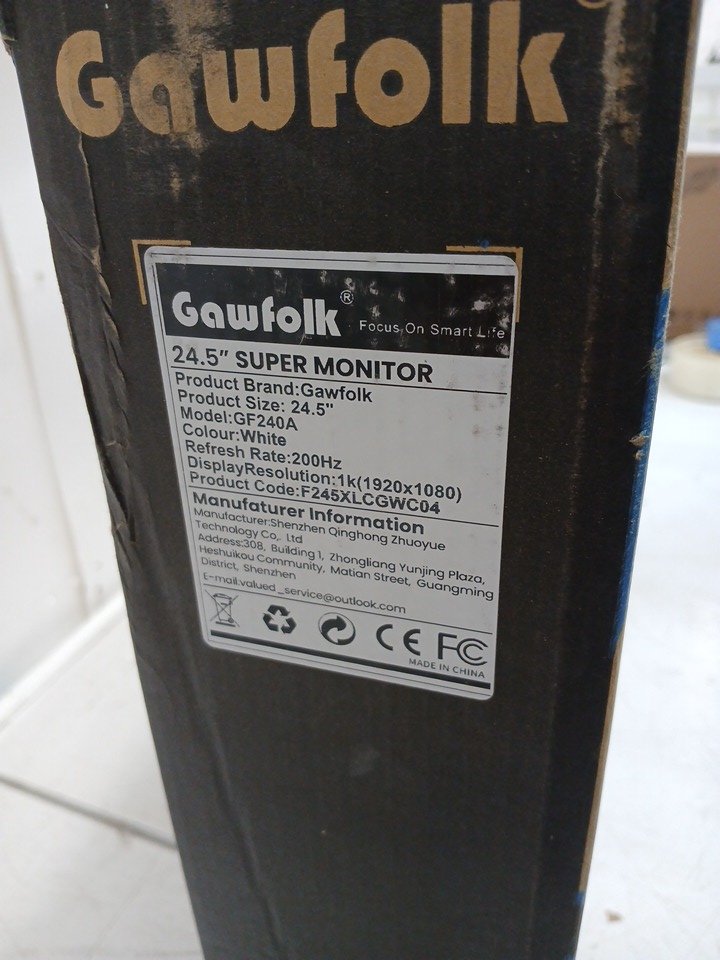 Gawfolk
Gawfolk®
Focus On Smart Life
24.5" SUPER MONITOR
Product Brand:Gawfolk
Product Size: 24.5"
Model:GF240A
Colour:White
Refresh Rate:200Hz
DisplayResolution:1k(1920x1080)
Product Code:F245XLCGWC04
Manufaturer Information
Manufacturer:Shenzhen Qinghong Zhuoyue
Technology Co,. Ltd
Address:308, Building 1, Zhongliang Yunjing Plaza,
Heshuikou Community, Matian Street, Guangming
District, Shenzhen
E-mail:valued_service@outlook.com
CE FC
MADE IN CHINA